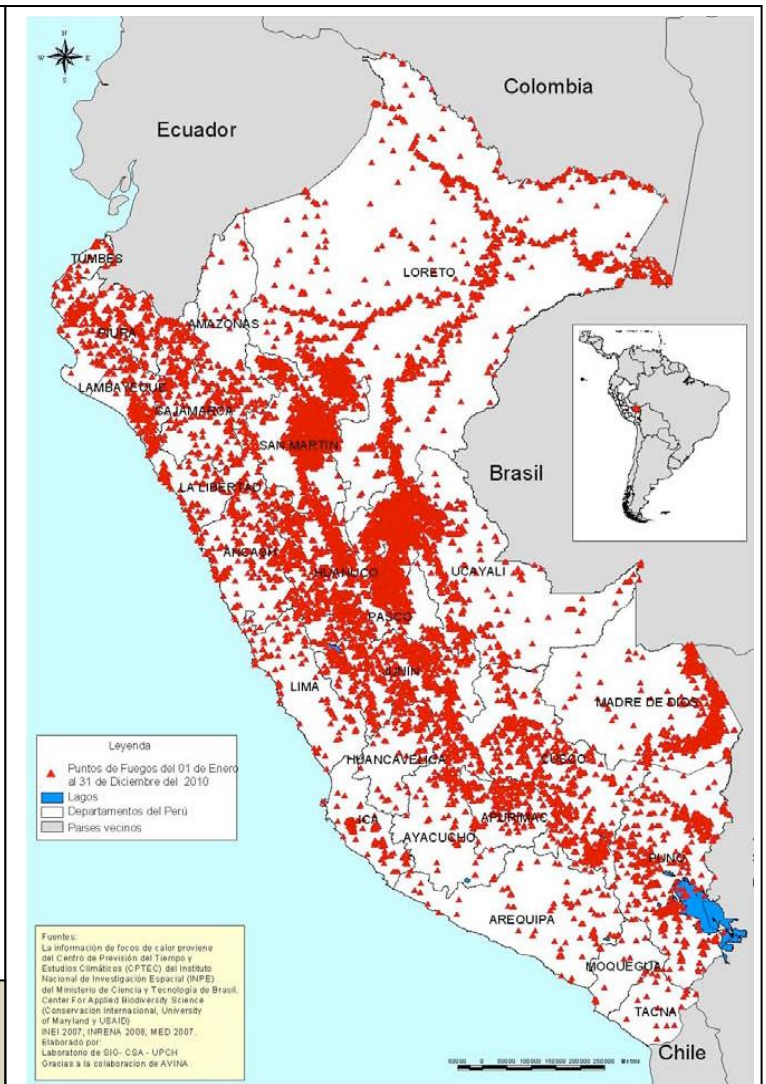 N
E
S
Colombia
Ecuador
TUMBES
LORETO
PIURA
AMAZONAS
LAMBAYEQUE
CAJAMARCA
SAN MARTIN
Brasil
LA LIBERTAD
ANCASH
HUANUCO
UCAYALI
PASCO
JUNIN
LIMA
MADRE DE DIOS
Leyenda
Puntos de Fuegos del 01 de Enero
al 31 de Diciembre del 2010
Lagos
Departamentos del Perú
Paises vecinos
HUANCAVELICA
CUSCO
ICA
APURIMAC
AYACUCHO
PUNO
AREQUIPA
MOQUEGUA
TACNA
Chile
Fuentes:
La información de focos de calor proviene
del Centro de Previsión del Tiempo y
Estudios Climáticos (CPTEC) del Instituto
Nacional de Investigación Espacial (INPE)
del Ministerio de Ciencia y Tecnología de Brasil.
Center For Applied Biodiversity Science
(Conservacion Internacional, University
of Maryland y USAID)
INEI 2007, INRENA 2008, MED 2007.
Elaborado por:
Laboratorio de SIG- CSA - UPCH
Gracias a la colaboracion de AVINA